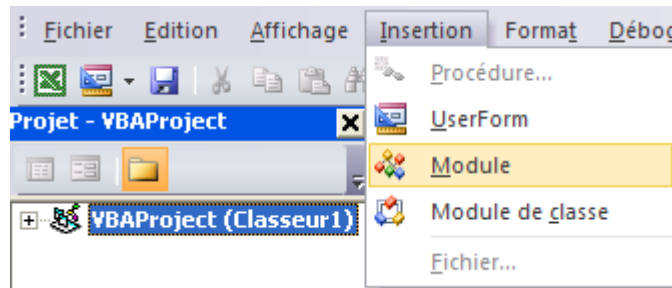 Fichier Edition Affichage Insertion Format
Procédure...
Projet - VBAProject
UserForm
Module
VBAProject (Classeur1)
Module de classe
Fichier...